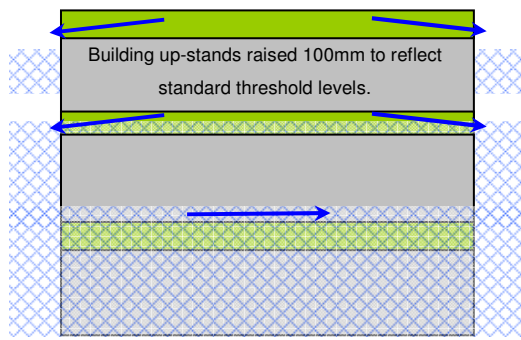 Building up-stands raised 100mm to reflect
standard threshold levels.